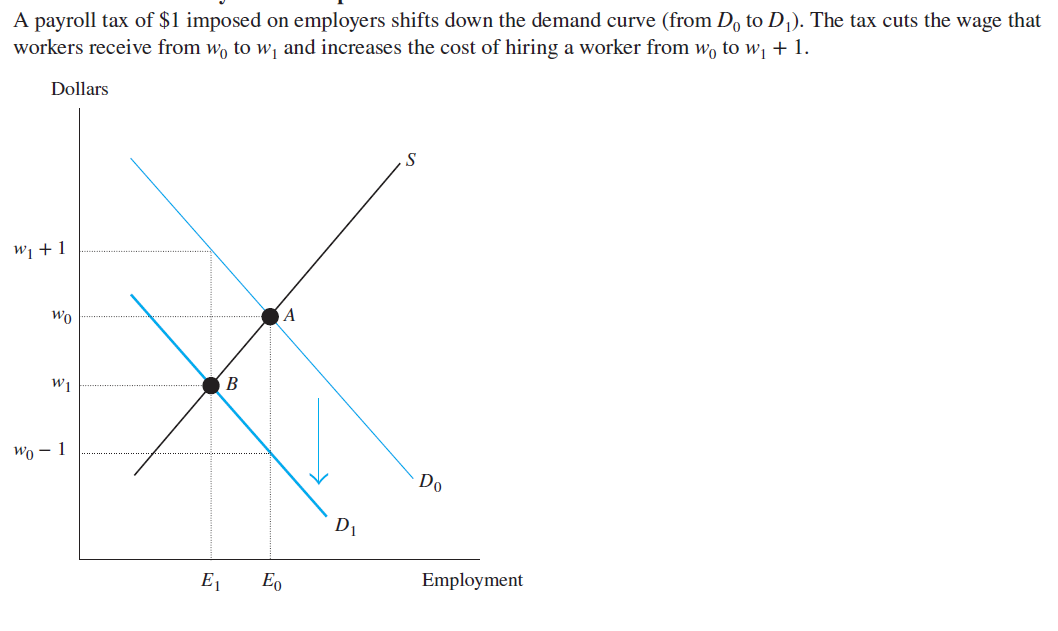 A payroll tax of $1 imposed on employers shifts down the demand curve (from D₀ to D₁). The tax cuts the wage that
workers receive from w₀ to w₁ and increases the cost of hiring a worker from w₀ to w₁ + 1.
Dollars
S
w₁ + 1
w₀
A
w₁
B
w₀ − 1
D₀
D₁
E₁
E₀
Employment